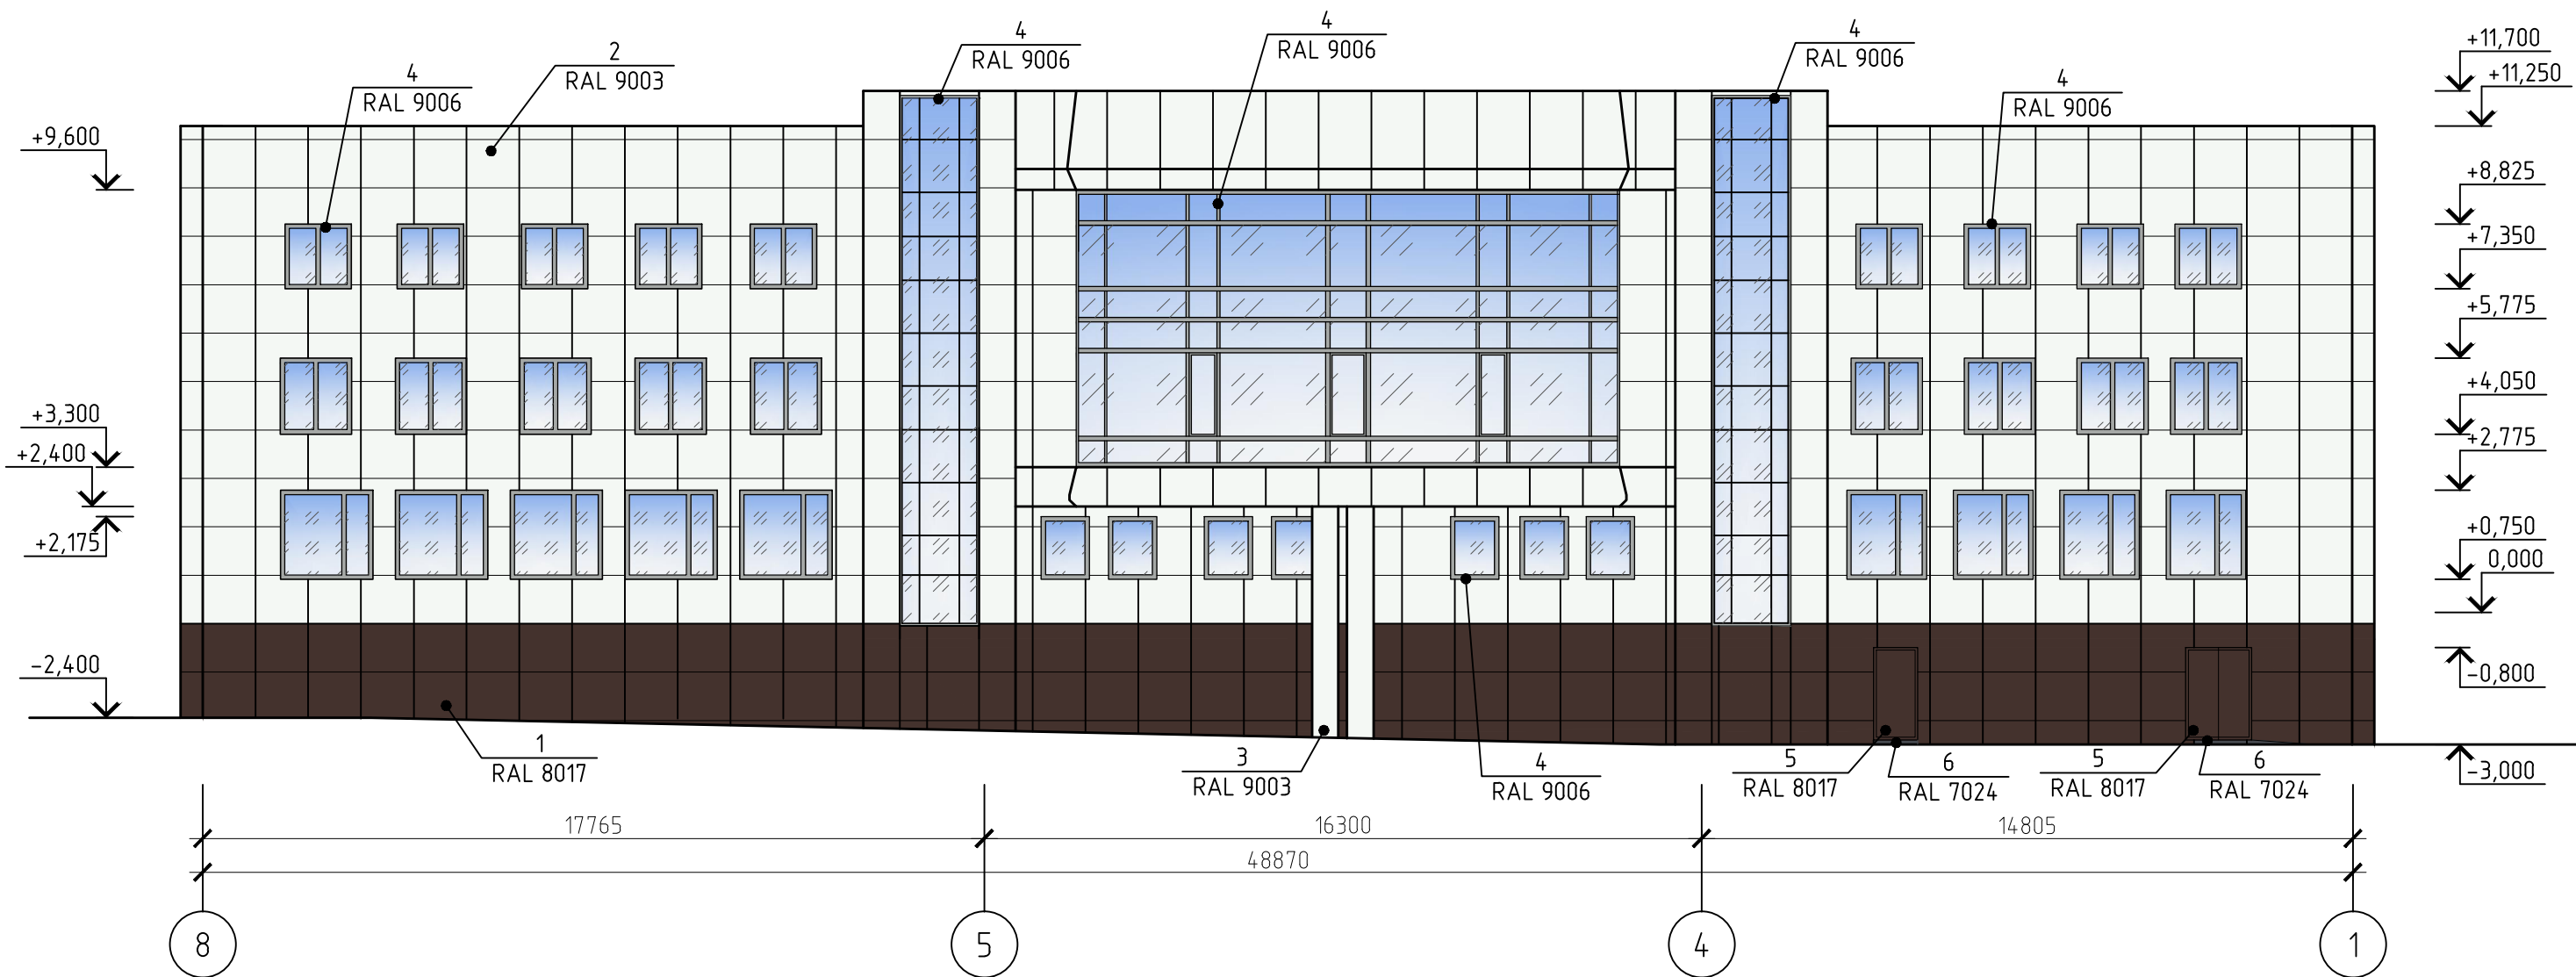 4
RAL 9006
2
RAL 9003
4
RAL 9006
4
RAL 9006
4
RAL 9006
4
RAL 9006
+9,600
+3,300
+2,400
+2,175
-2,400
+11,700
+11,250
+8,825
+7,350
+5,775
+4,050
+2,775
+0,750
0,000
-0,800
-3,000
1
RAL 8017
3
RAL 9003
4
RAL 9006
5
RAL 8017
6
RAL 7024
5
RAL 8017
6
RAL 7024
17765
16300
14805
48870
8
5
4
1